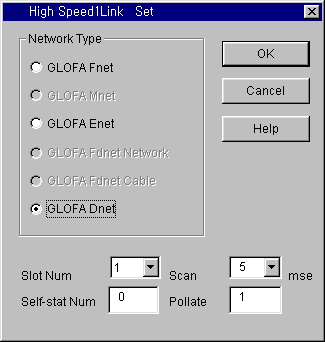 High Speed1Link Set
Network Type
GLOFA Fnet
GLOFA Mnet
GLOFA Enet
GLOFA Fdnet Network
GLOFA Fdnet Cable
GLOFA Dnet
OK
Cancel
Help
Slot Num 1 Scan 5 mse
Self-stat Num 0 Pollate 1